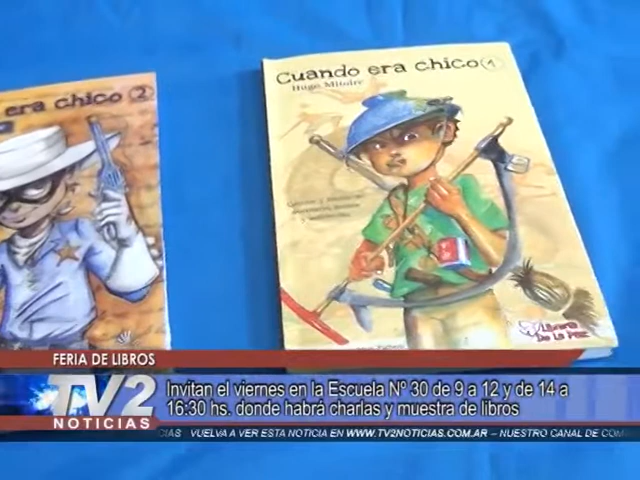 era chico 2
Cuando era chico 1
Hugo Mitoire
Librería
De La Paz
FERIA DE LIBROS
TV2
NOTICIAS
Invitan el viernes en la Escuela Nº 30 de 9 a 12 y de 14 a
16:30 hs. donde habrá charlas y muestra de libros
VUELVA A VER ESTA NOTICIA EN WWW.TV2NOTICIAS.COM.AR – NUESTRO CANAL DE